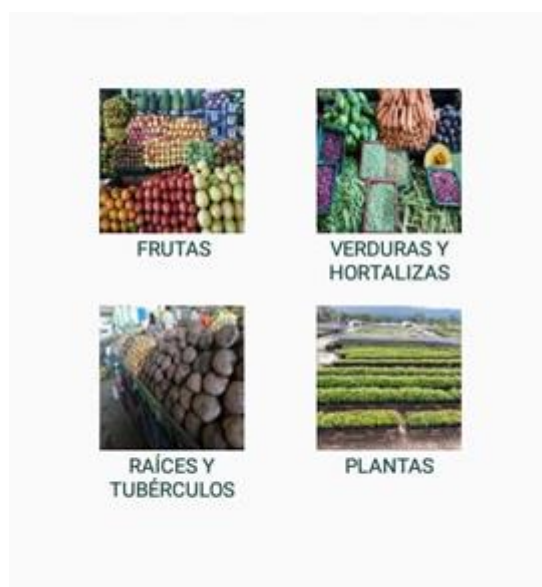 FRUTAS
VERDURAS Y
HORTALIZAS
RAÍCES Y
TUBÉRCULOS
PLANTAS